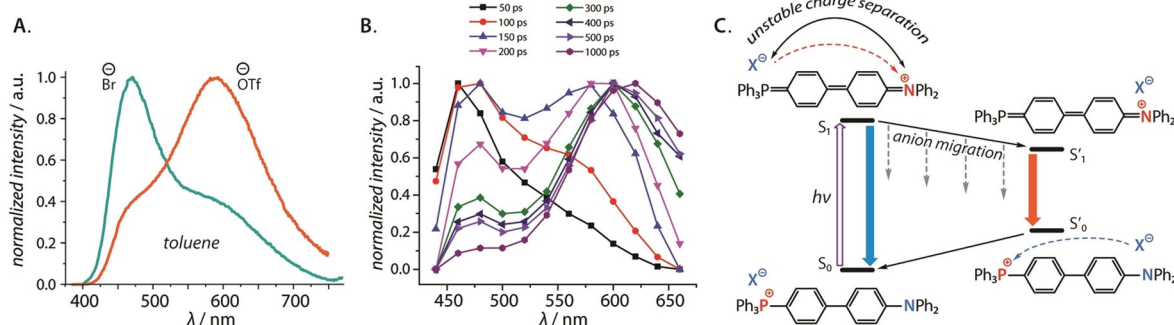 A.
Br ⊖
⊖ OTf
toluene
normalized intensity / a.u.
1.0
0.8
0.6
0.4
0.2
0.0
400 500 600 700
λ / nm
B.
50 ps
100 ps
150 ps
200 ps
300 ps
400 ps
500 ps
1000 ps
normalized intensity / a.u.
1.0
0.8
0.6
0.4
0.2
0.0
450 500 550 600 650
λ / nm
C.
unstable charge separation
X⊖
Ph₃P N⊕ Ph₂
S₁
anion migration
hν
S₀
X⊖
Ph₃P⊕ NPh₂
X⊖
Ph₃P N⊕ Ph₂
S'₁
S'₀
X⊖
Ph₃P⊕ NPh₂